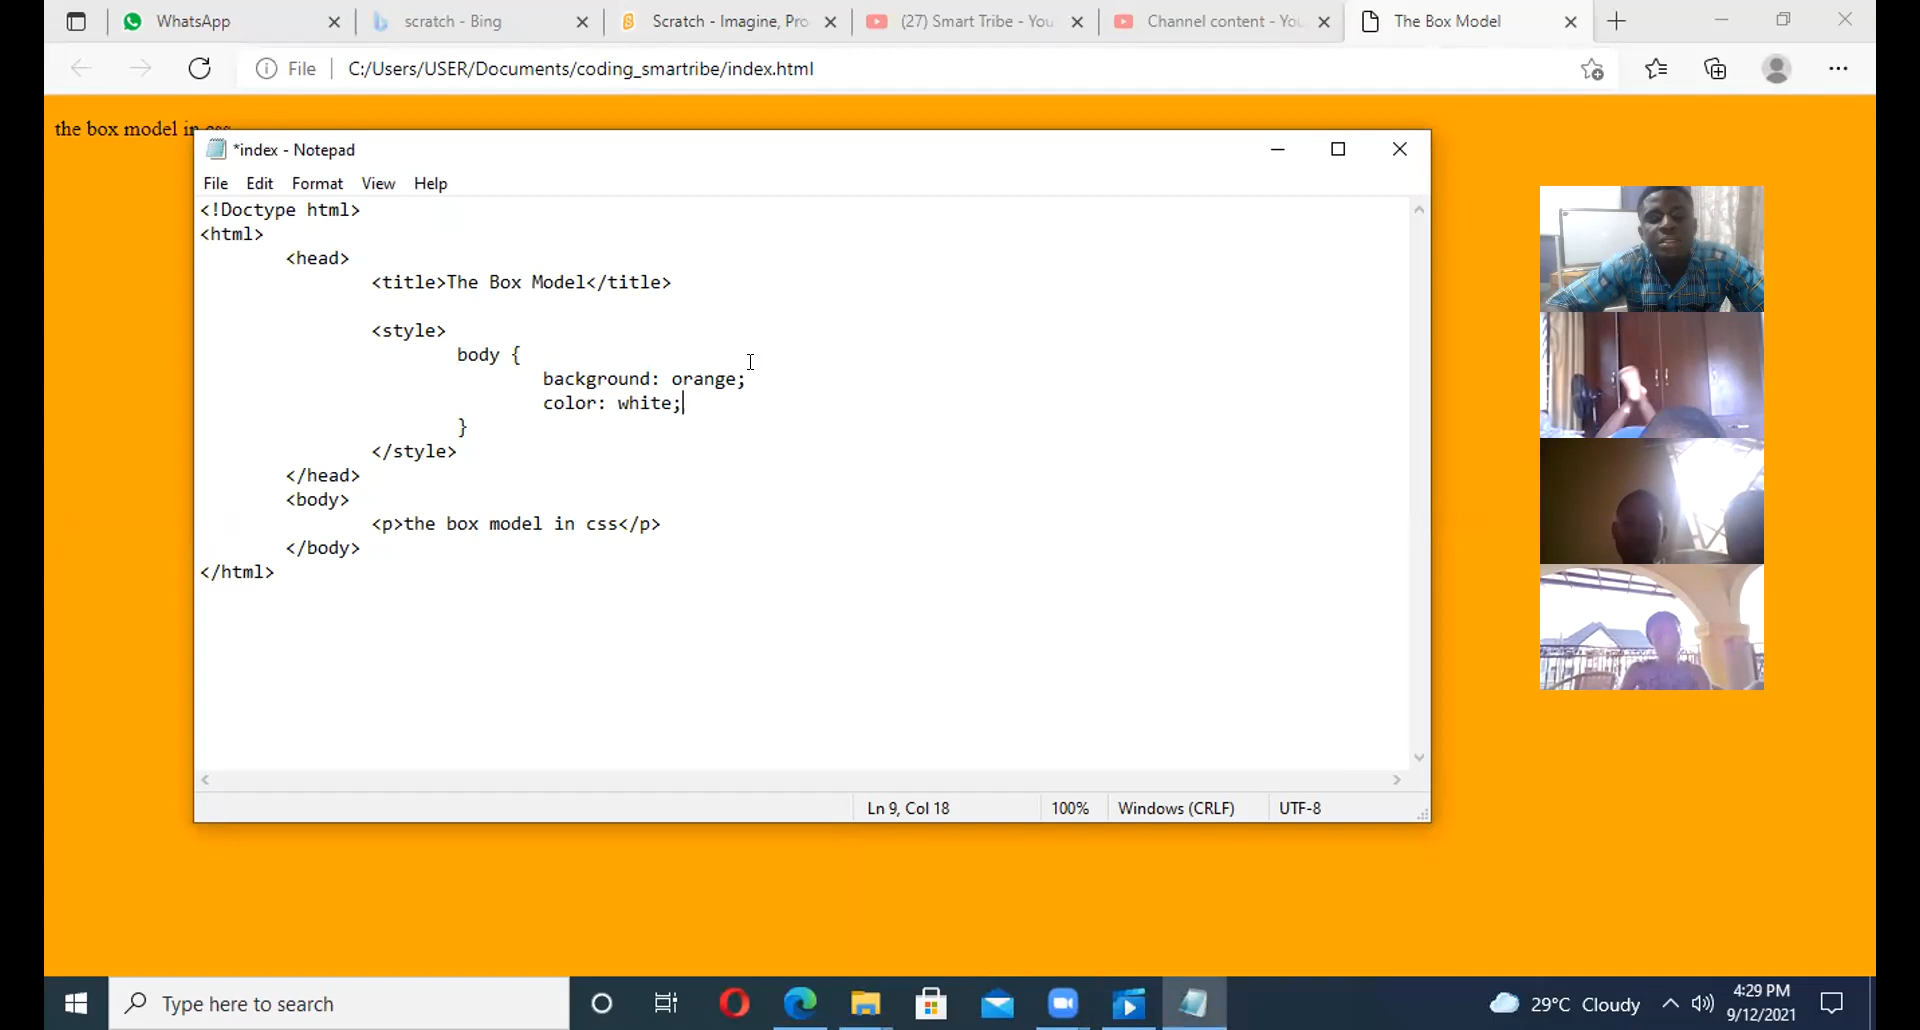 WhatsApp
scratch - Bing
Scratch - Imagine, Pro
(27) Smart Tribe - You
Channel content - You
The Box Model
File
C:/Users/USER/Documents/coding_smartribe/index.html
the box model in css
*index - Notepad
File Edit Format View Help
<!Doctype html>
<html>
<head>
<title>The Box Model</title>
<style>
body {
background: orange;
color: white;
}
</style>
</head>
<body>
<p>the box model in css</p>
</body>
</html>
Ln 9, Col 18
100%
Windows (CRLF)
UTF-8
Type here to search
29°C Cloudy
4:29 PM
9/12/2021